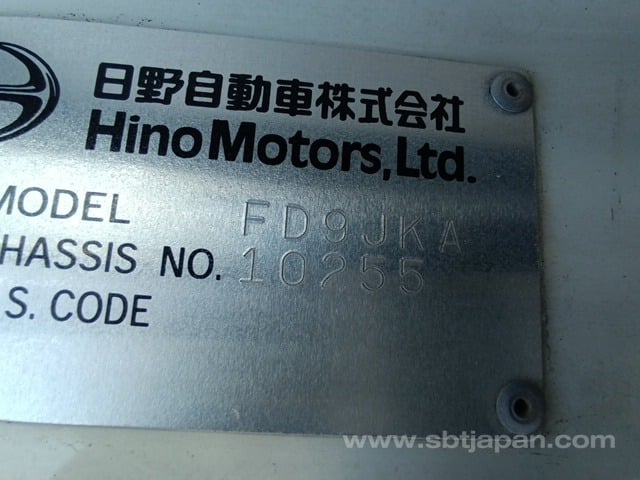 日野自動車株式会社
Hino Motors, Ltd.
MODEL FD9JKA
HASSIS NO. 10255
S. CODE
www.sbtjapan.com